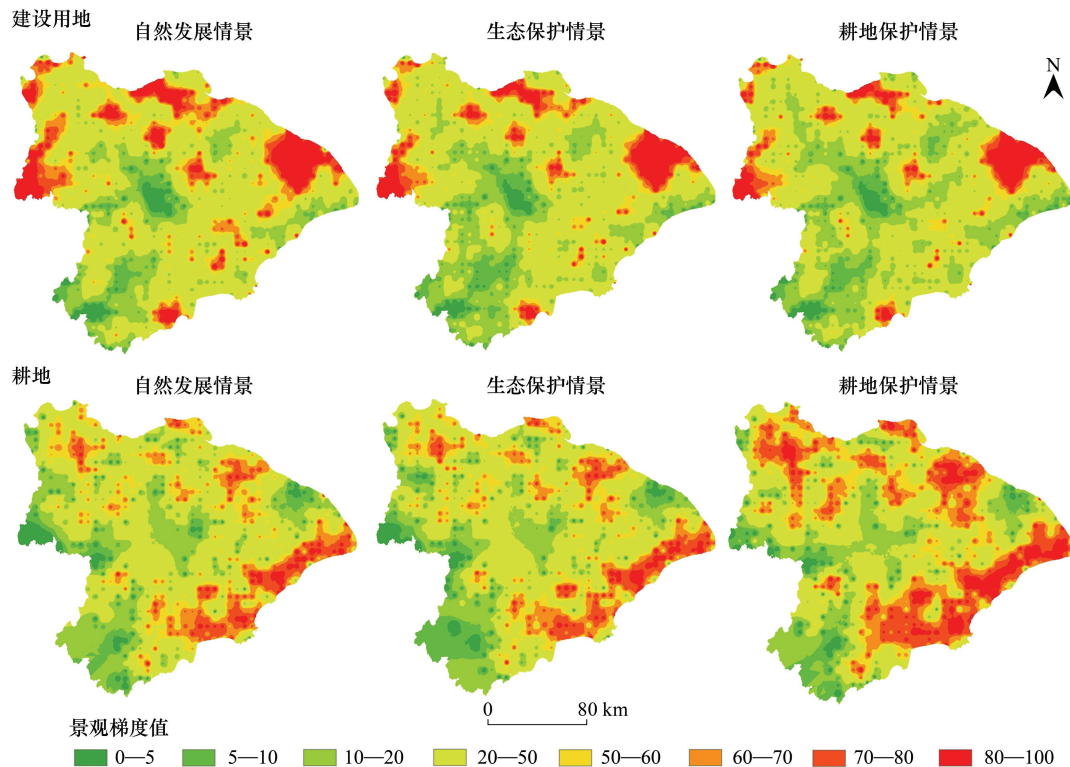 建设用地
自然发展情景 生态保护情景 耕地保护情景
N
耕地
自然发展情景 生态保护情景 耕地保护情景
0 80 km
景观梯度值
0—5 5—10 10—20 20—50 50—60 60—70 70—80 80—100